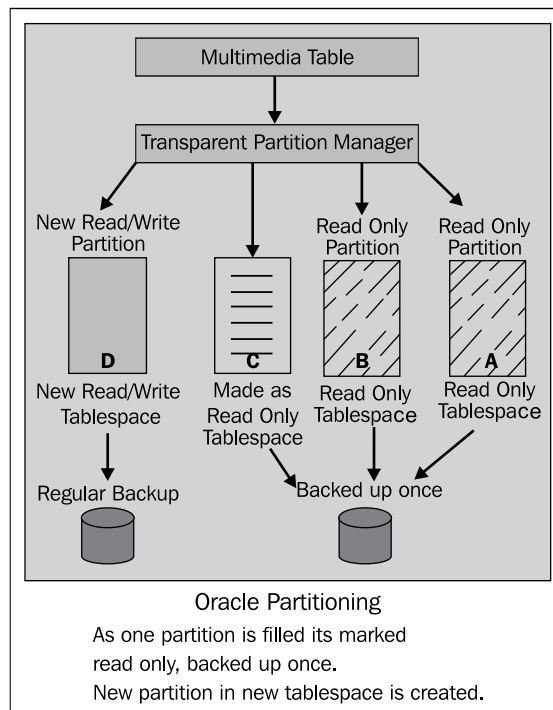 Multimedia Table
Transparent Partition Manager
New Read/Write
Partition
Read Only
Partition
Read Only
Partition
D
C
B
A
New Read/Write
Tablespace
Made as
Read Only
Tablespace
Read Only
Tablespace
Read Only
Tablespace
Regular Backup
Backed up once
Oracle Partitioning
As one partition is filled its marked
read only, backed up once.
New partition in new tablespace is created.